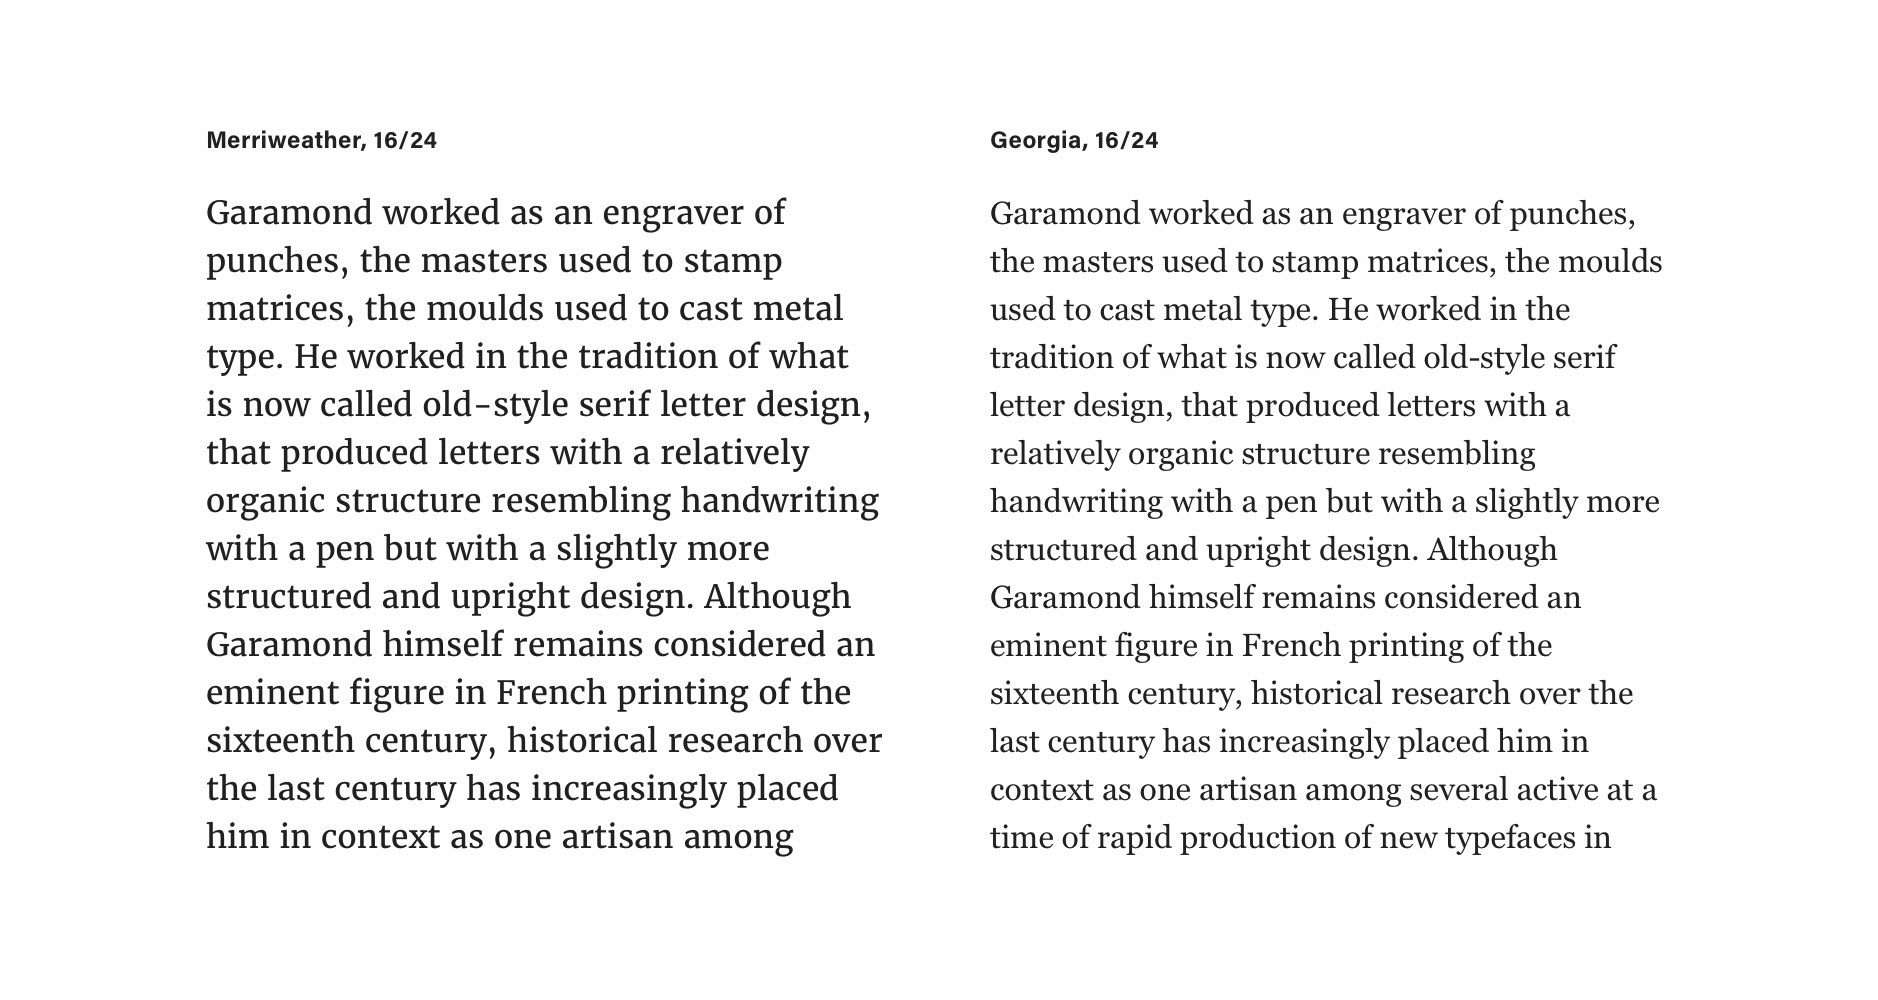 Merriweather, 16/24
Garamond worked as an engraver of
punches, the masters used to stamp
matrices, the moulds used to cast metal
type. He worked in the tradition of what
is now called old-style serif letter design,
that produced letters with a relatively
organic structure resembling handwriting
with a pen but with a slightly more
structured and upright design. Although
Garamond himself remains considered an
eminent figure in French printing of the
sixteenth century, historical research over
the last century has increasingly placed
him in context as one artisan among
Georgia, 16/24
Garamond worked as an engraver of punches,
the masters used to stamp matrices, the moulds
used to cast metal type. He worked in the
tradition of what is now called old-style serif
letter design, that produced letters with a
relatively organic structure resembling
handwriting with a pen but with a slightly more
structured and upright design. Although
Garamond himself remains considered an
eminent figure in French printing of the
sixteenth century, historical research over the
last century has increasingly placed him in
context as one artisan among several active at a
time of rapid production of new typefaces in